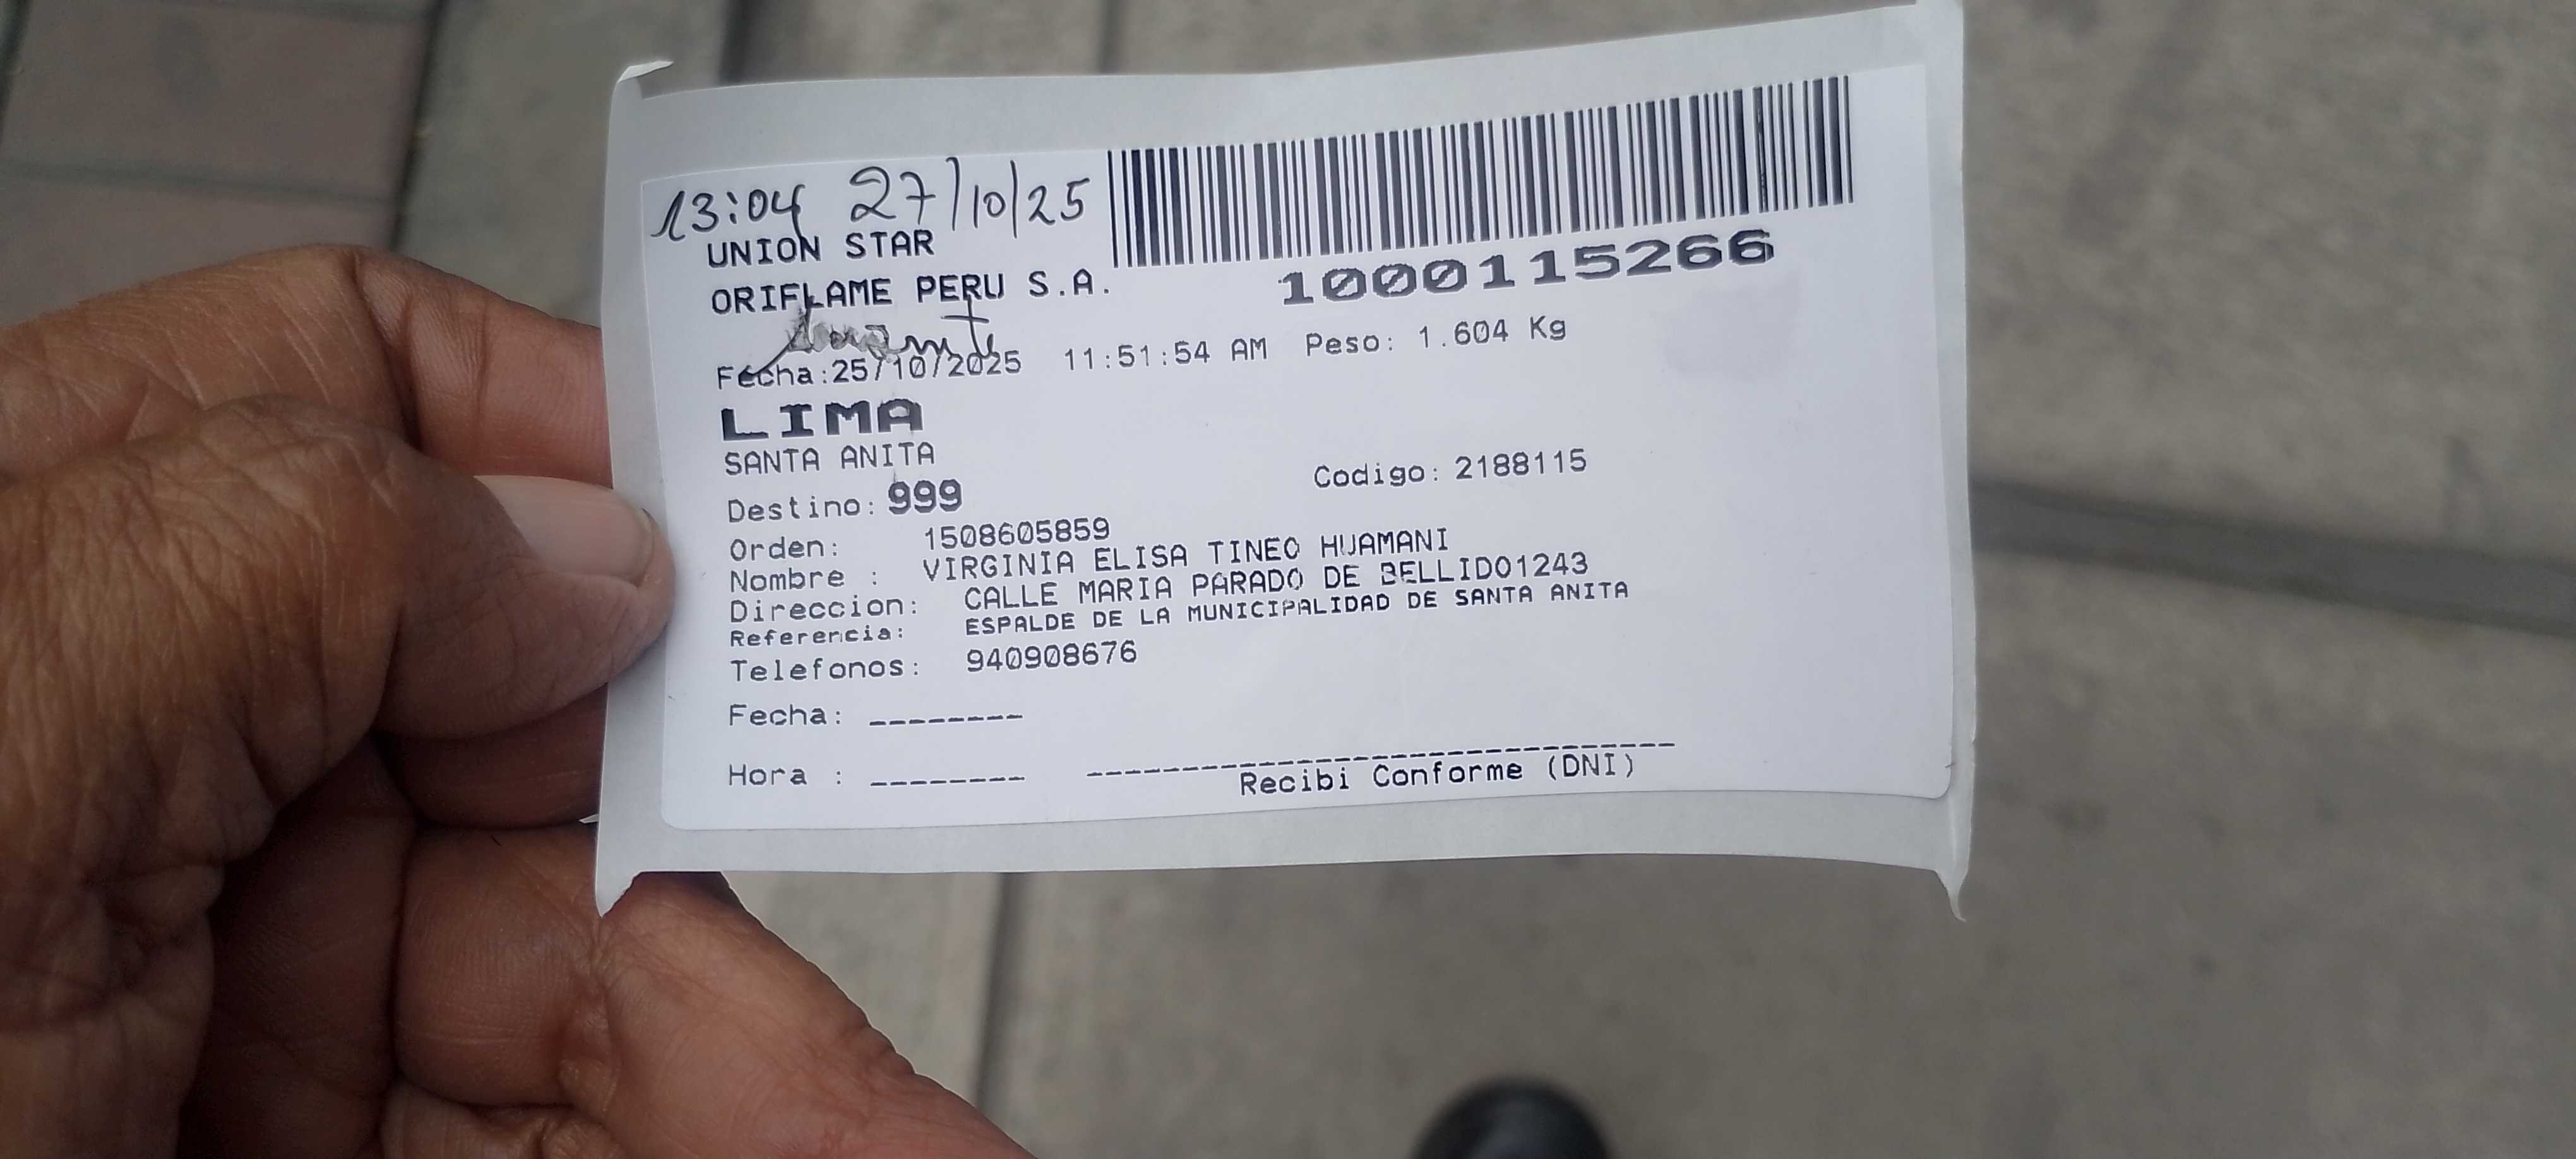 13:04 27/10/25
UNION STAR
ORIFLAME PERU S.A.
1000115266
Fecha:25/10/2025 11:51:54 AM Peso: 1.604 Kg
LIMA
SANTA ANITA
Codigo: 2188115
Destino: 999
Orden: 1508605859
Nombre : VIRGINIA ELISA TINEO HUAMANI
Direccion: CALLE MARIA PARADO DE BELLIDO1243
Referencia: ESPALDE DE LA MUNICIPALIDAD DE SANTA ANITA
Telefonos: 940908676
Fecha: --------
Hora : --------
Recibi Conforme (DNI)